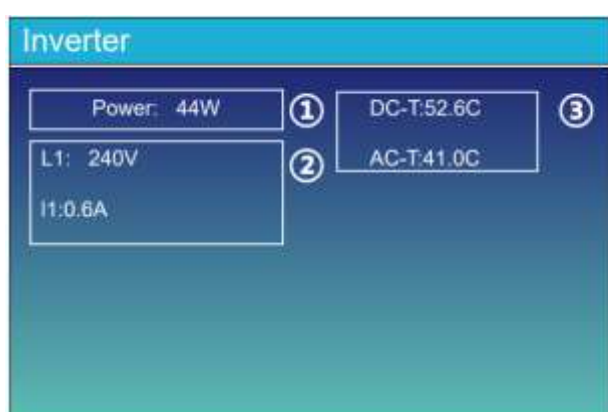 Inverter
Power: 44W
①
L1: 240V
I1:0.6A
②
DC-T:52.6C
AC-T:41.0C
③